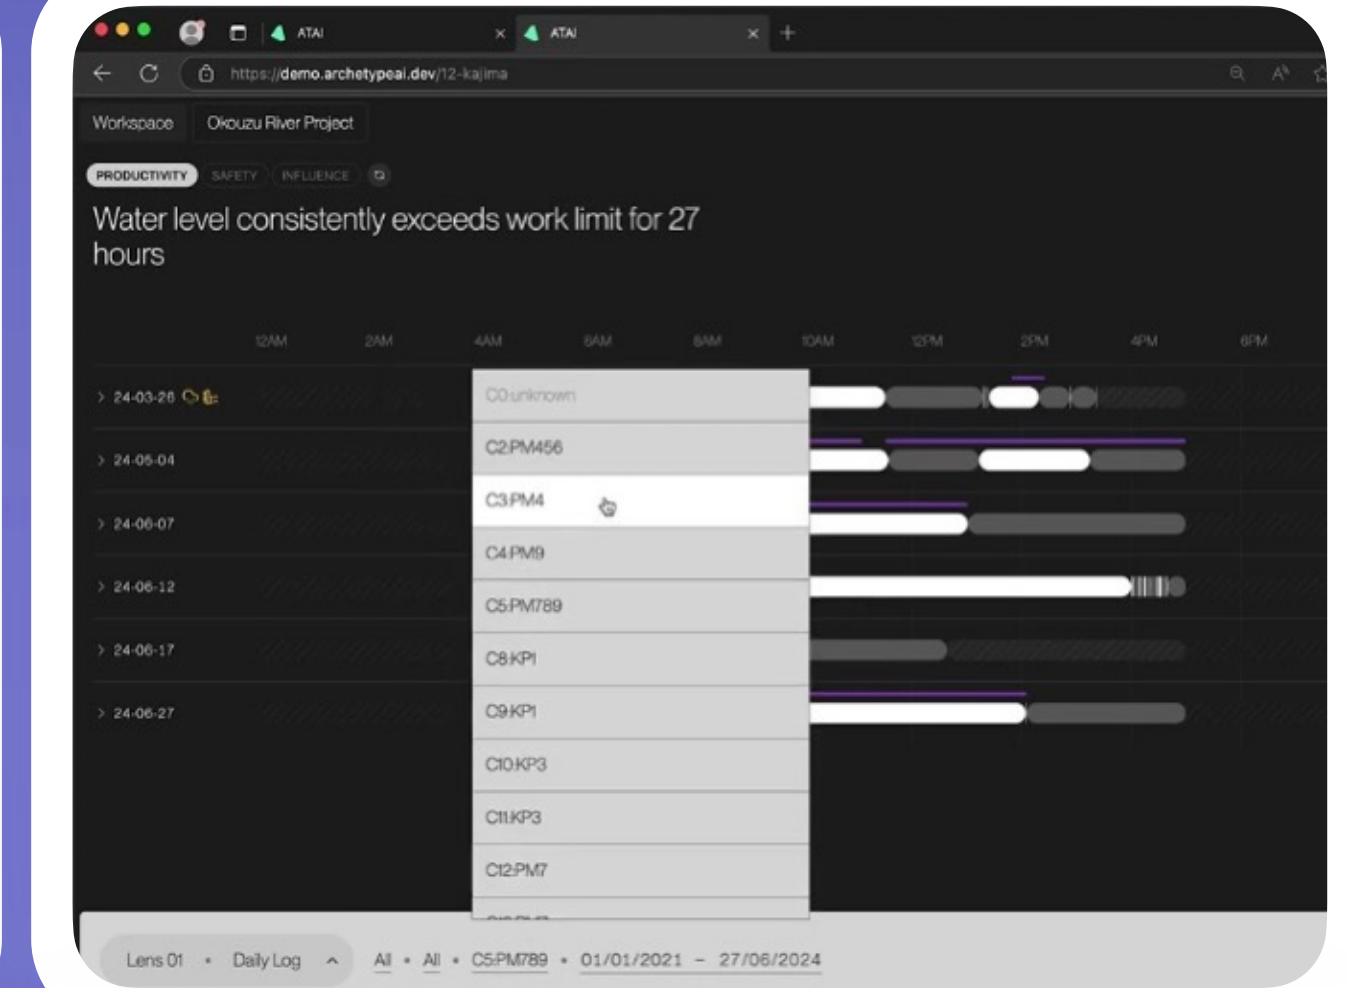 ATAI
ATAI
https://demo.archetypeai.dev/12-kajima
Workspace
Okouzu River Project
PRODUCTIVITY
SAFETY
INFLUENCE
Water level consistently exceeds work limit for 27
hours
12AM 2AM 4AM 6AM 8AM 10AM 12PM 2PM 4PM 6PM
24-03-26
24-05-04
24-06-07
24-06-12
24-06-17
24-06-27
C0:unknown
C2:PM456
C3:PM4
C4:PM9
C5:PM789
C8:KP1
C9:KP1
C10:KP3
C11:KP3
C12:PM7
Lens 01 • Daily Log
All • All • C5:PM789 • 01/01/2021 – 27/06/2024